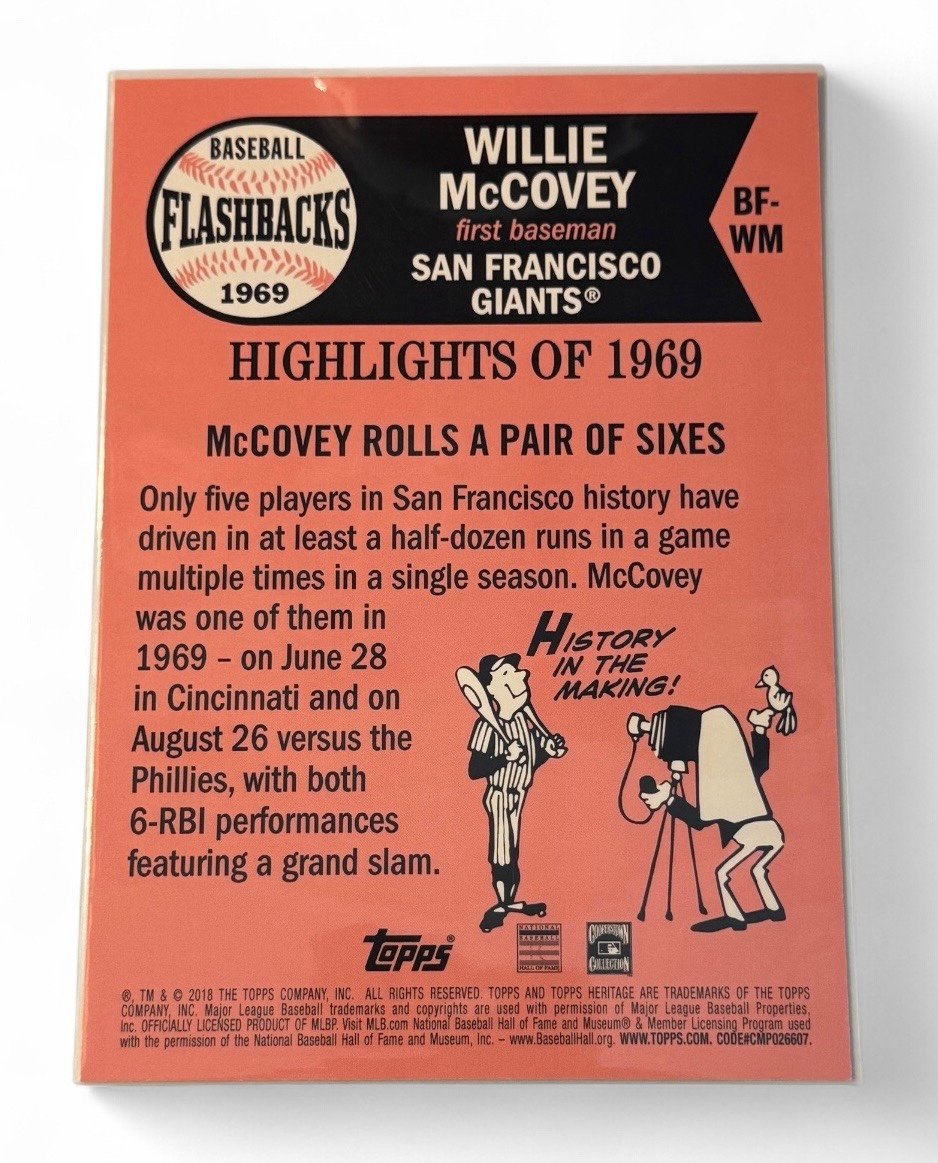 BASEBALL
FLASHBACKS
1969
WILLIE
McCOVEY
first baseman
SAN FRANCISCO
GIANTS®
BF-
WM
HIGHLIGHTS OF 1969
McCOVEY ROLLS A PAIR OF SIXES
Only five players in San Francisco history have
driven in at least a half-dozen runs in a game
multiple times in a single season. McCovey
was one of them in
1969 – on June 28
in Cincinnati and on
August 26 versus the
Phillies, with both
6-RBI performances
featuring a grand slam.
HISTORY
IN THE
MAKING!
TOPPS®
NATIONAL
BASEBALL
HALL OF FAME
COOPERSTOWN
COLLECTION
®, TM & © 2018 THE TOPPS COMPANY, INC. ALL RIGHTS RESERVED. TOPPS AND TOPPS HERITAGE ARE TRADEMARKS OF THE TOPPS
COMPANY, INC. Major League Baseball trademarks and copyrights are used with permission of Major League Baseball Properties,
Inc. OFFICIALLY LICENSED PRODUCT OF MLBP. Visit MLB.com National Baseball Hall of Fame and Museum® & Member Licensing Program used
with the permission of the National Baseball Hall of Fame and Museum, Inc. – www.BaseballHall.org. WWW.TOPPS.COM. CODE#CMP026607.